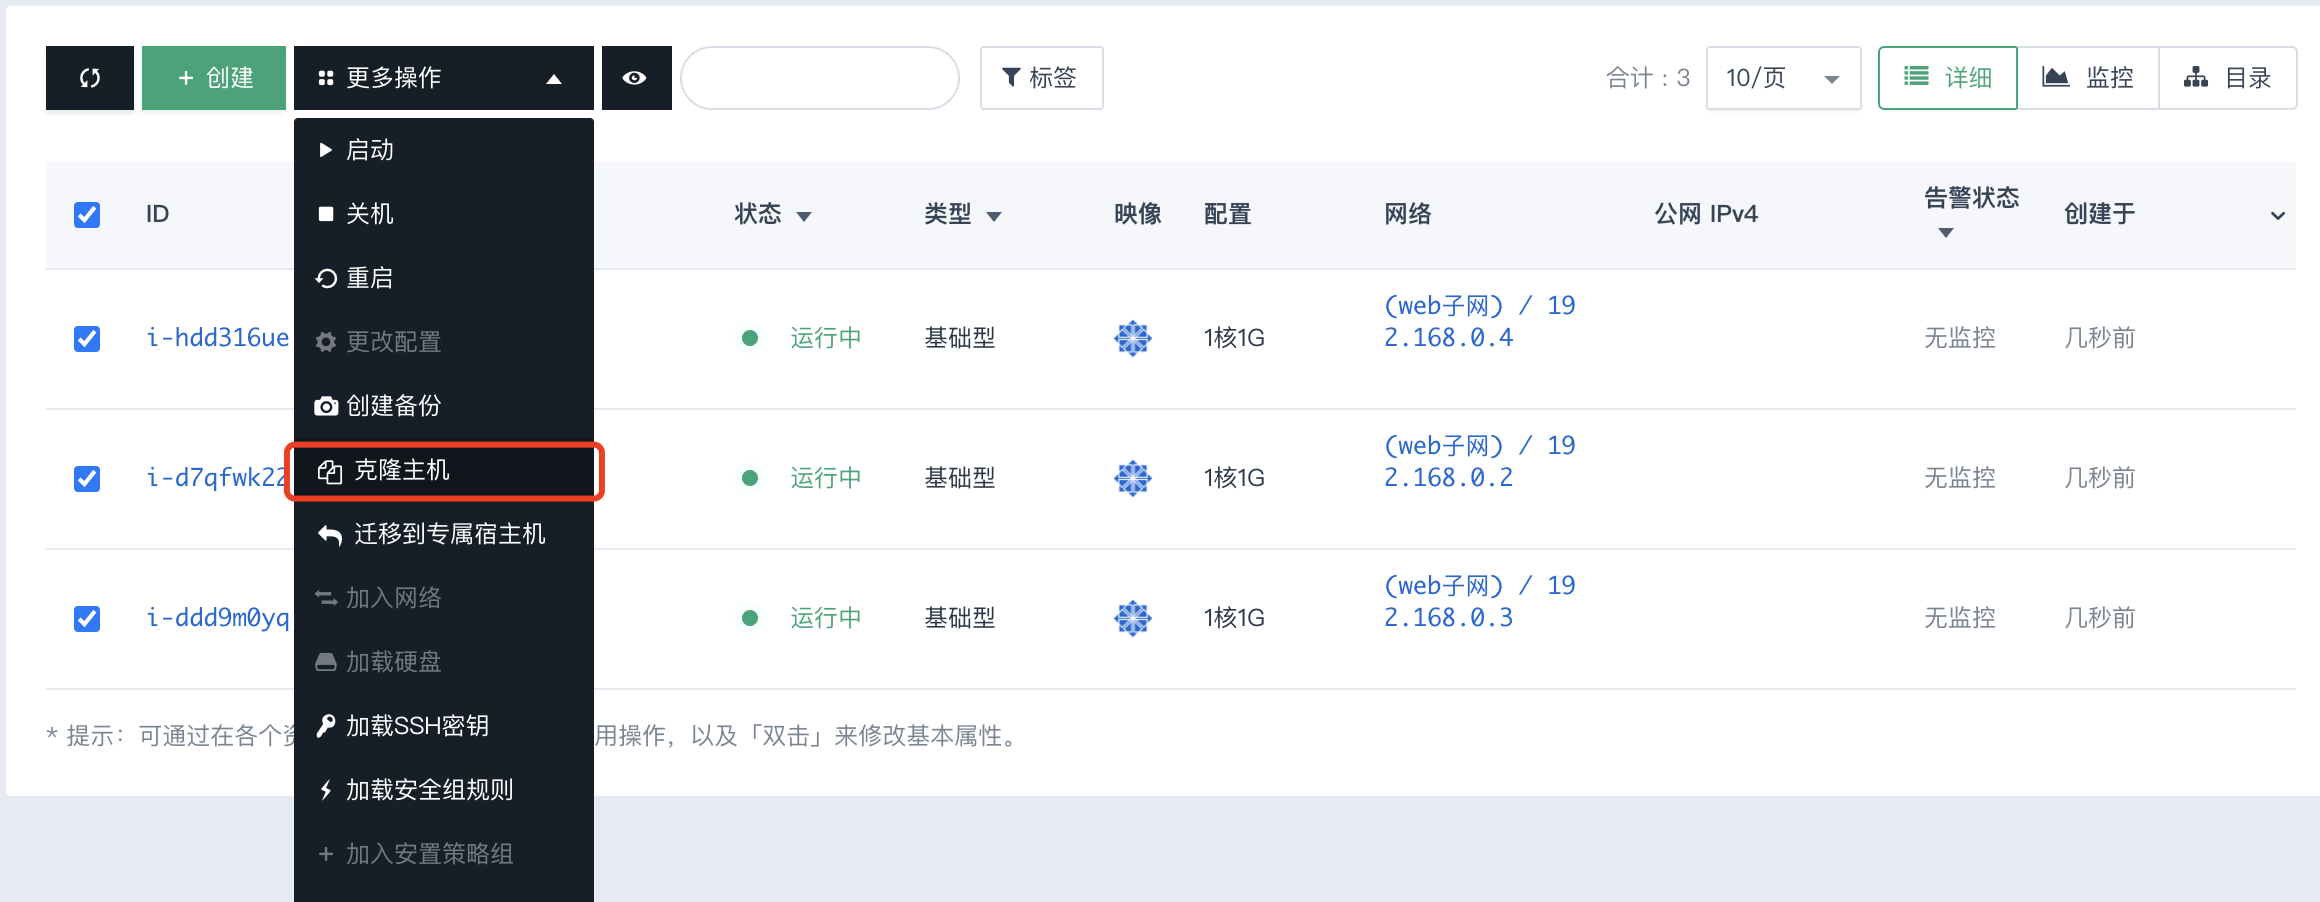 创建
更多操作
标签
合计：3
10/页
详细
监控
目录
启动
关机
重启
更改配置
创建备份
克隆主机
迁移到专属宿主机
加入网络
加载硬盘
加载SSH密钥
加载安全组规则
加入安置策略组
ID
状态
类型
映像
配置
网络
公网 IPv4
告警状态
创建于
i-hdd316ue
运行中
基础型
1核1G
(web子网) / 19
2.168.0.4
无监控
几秒前
i-d7qfwk22
运行中
基础型
1核1G
(web子网) / 19
2.168.0.2
无监控
几秒前
i-ddd9m0yq
运行中
基础型
1核1G
(web子网) / 19
2.168.0.3
无监控
几秒前
* 提示：可通过在各个
用操作，以及「双击」来修改基本属性。